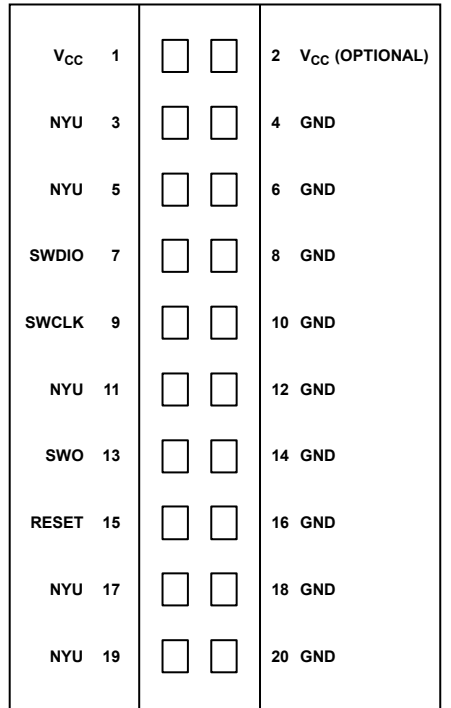 VCC 1 2 VCC (OPTIONAL)
NYU 3 4 GND
NYU 5 6 GND
SWDIO 7 8 GND
SWCLK 9 10 GND
NYU 11 12 GND
SWO 13 14 GND
RESET 15 16 GND
NYU 17 18 GND
NYU 19 20 GND